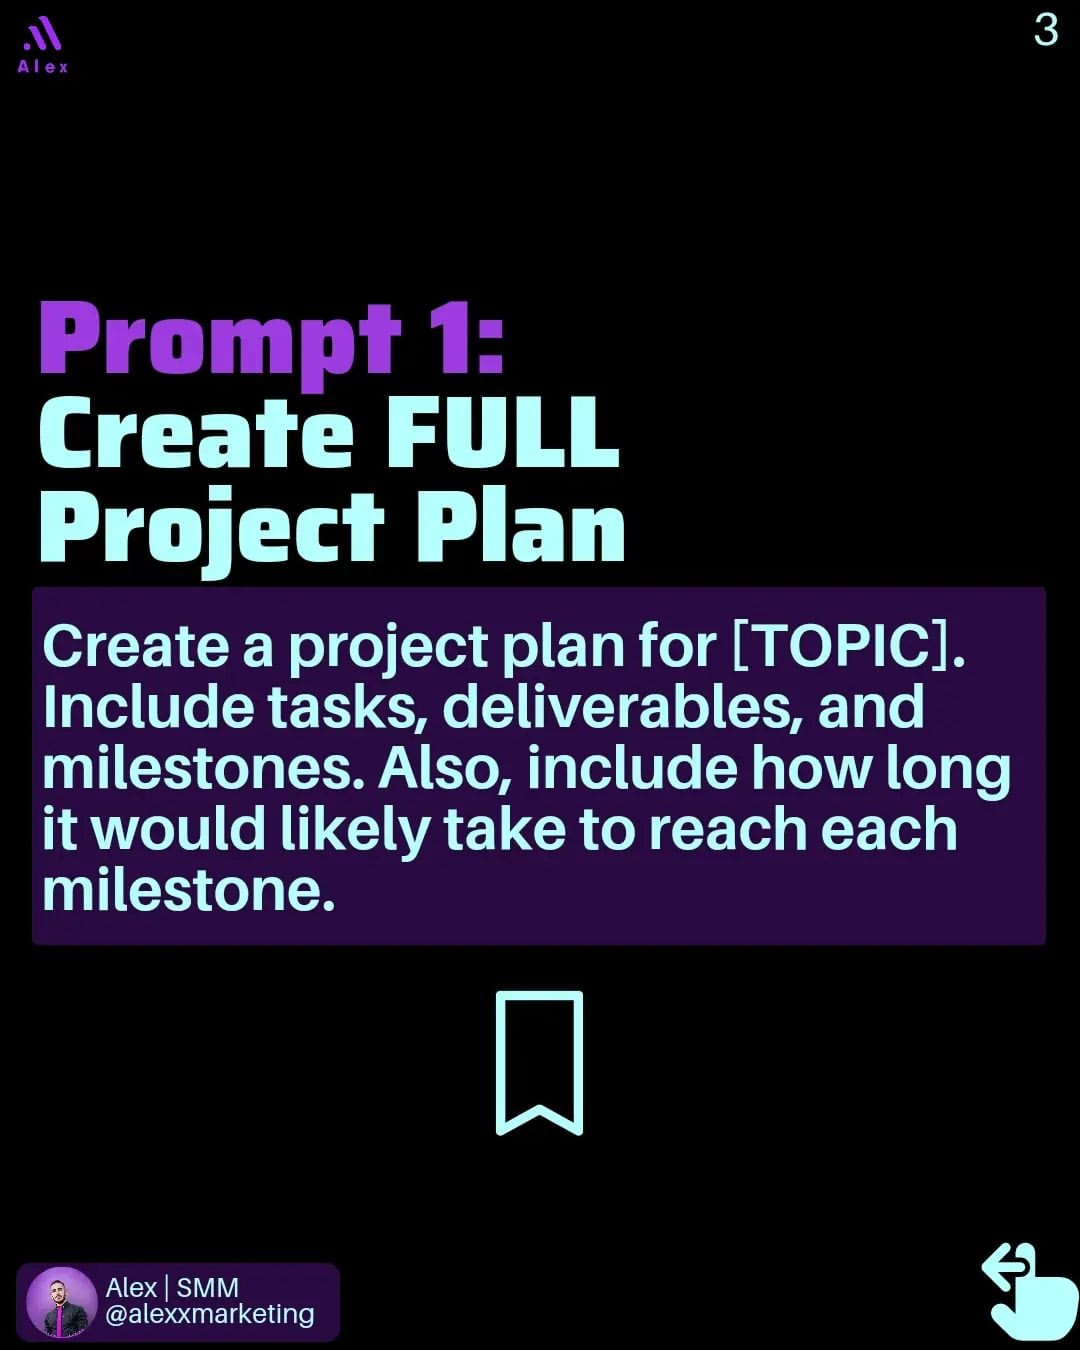 Alex
3
Prompt 1:
Create FULL
Project Plan
Create a project plan for [TOPIC].
Include tasks, deliverables, and
milestones. Also, include how long
it would likely take to reach each
milestone.
Alex | SMM
@alexxmarketing